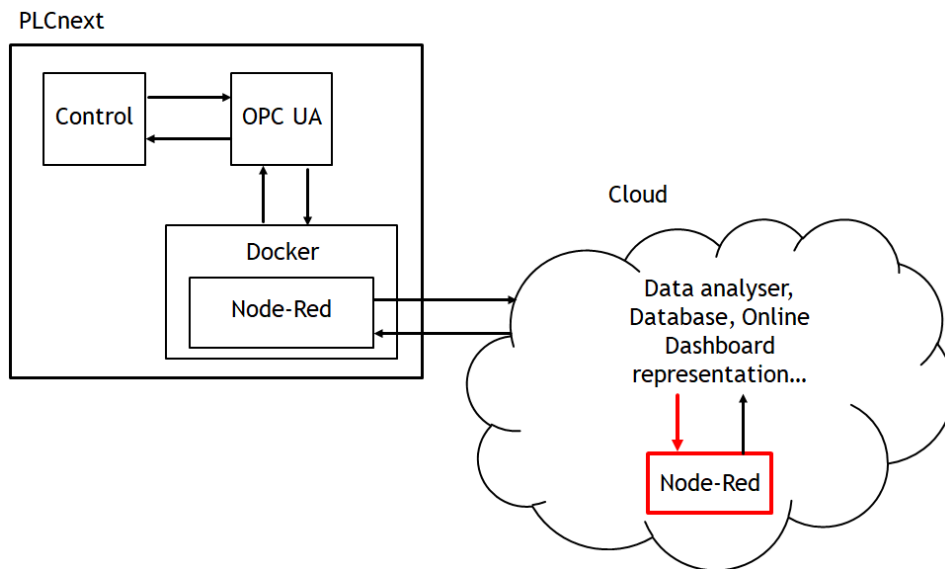 PLCnext
Control
OPC UA
Docker
Node-Red
Cloud
Data analyser,
Database, Online
Dashboard
representation...
Node-Red